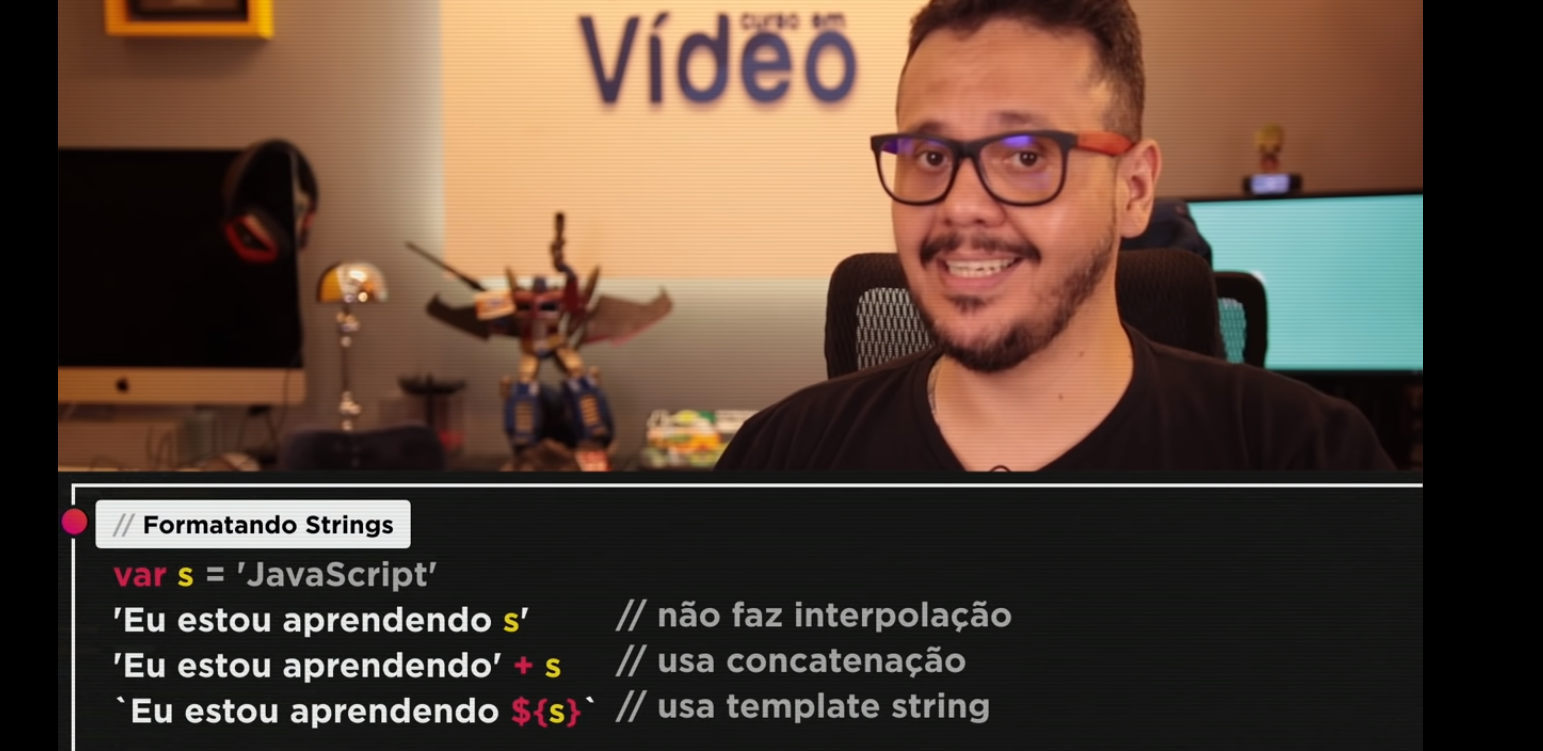 curso em
Vídeo
// Formatando Strings
var s = 'JavaScript'
'Eu estou aprendendo s' // não faz interpolação
'Eu estou aprendendo' + s // usa concatenação
`Eu estou aprendendo ${s}` // usa template string